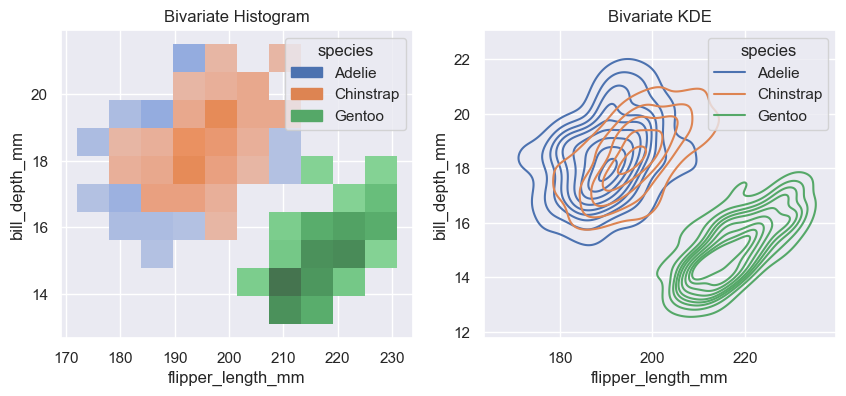 Bivariate Histogram
species
Adelie
Chinstrap
Gentoo
bill_depth_mm
20
18
16
14
170 180 190 200 210 220 230
flipper_length_mm
Bivariate KDE
species
Adelie
Chinstrap
Gentoo
bill_depth_mm
22
20
18
16
14
12
180 200 220
flipper_length_mm